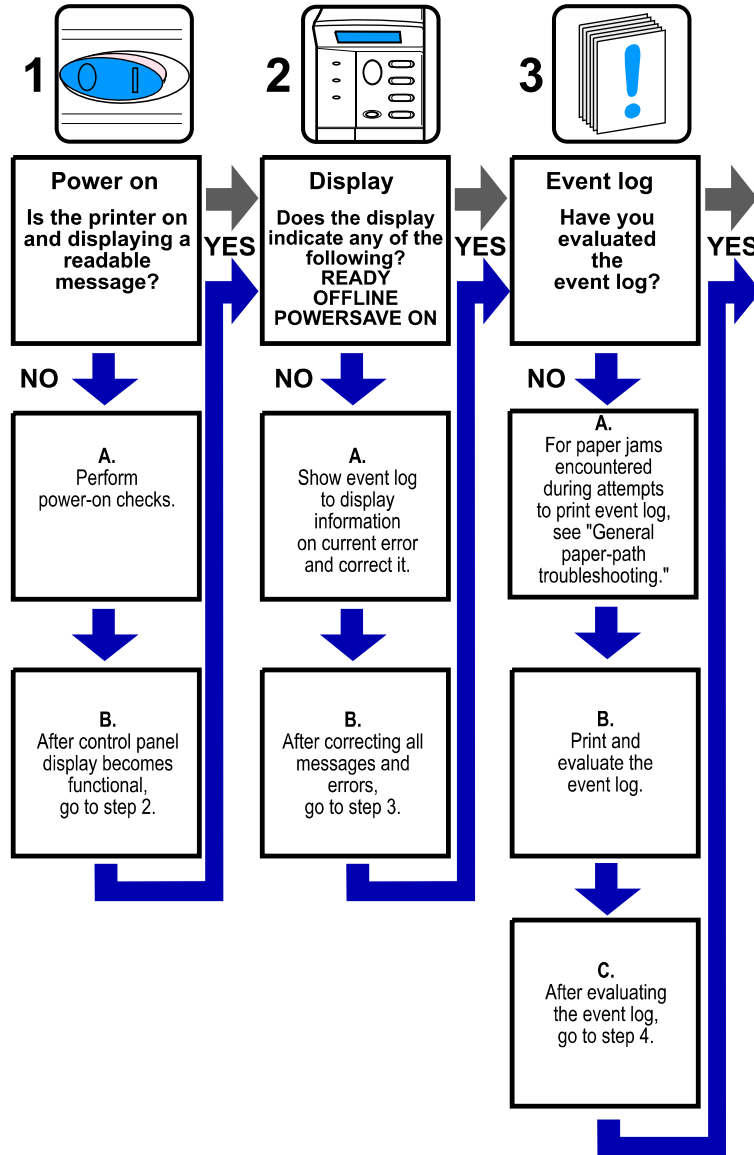 1
2
3
Power on
Is the printer on
and displaying a
readable
message?
YES
NO
A.
Perform
power-on checks.
B.
After control panel
display becomes
functional,
go to step 2.
Display
Does the display
indicate any of the
following?
READY
OFFLINE
POWERSAVE ON
YES
NO
A.
Show event log
to display
information
on current error
and correct it.
B.
After correcting all
messages and
errors,
go to step 3.
Event log
Have you
evaluated
the
event log?
YES
NO
A.
For paper jams
encountered
during attempts
to print event log,
see "General
paper-path
troubleshooting."
B.
Print and
evaluate the
event log.
C.
After evaluating
the event log,
go to step 4.